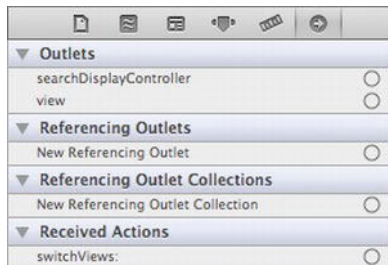 Outlets
searchDisplayController
view
Referencing Outlets
New Referencing Outlet
Referencing Outlet Collections
New Referencing Outlet Collection
Received Actions
switchViews: